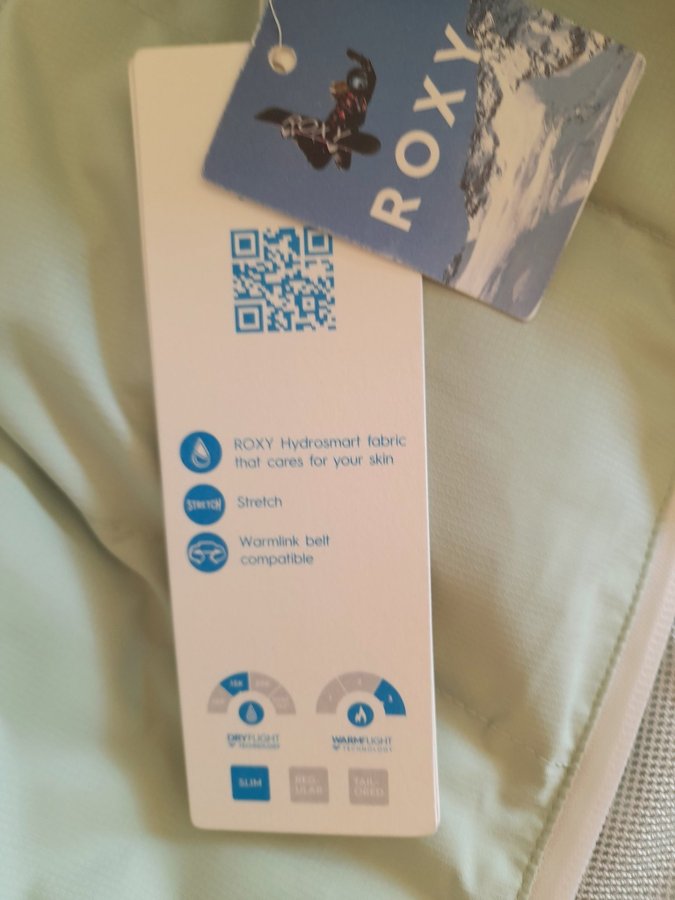 ROXY
ROXY
ROXY Hydrosmart fabric
that cares for your skin
STRETCH
Stretch
Warmlink belt
compatible
DRYFLIGHT
TECHNOLOGY
WARMFLIGHT
TECHNOLOGY
SLIM
REG-
ULAR
TAIL-
ORED